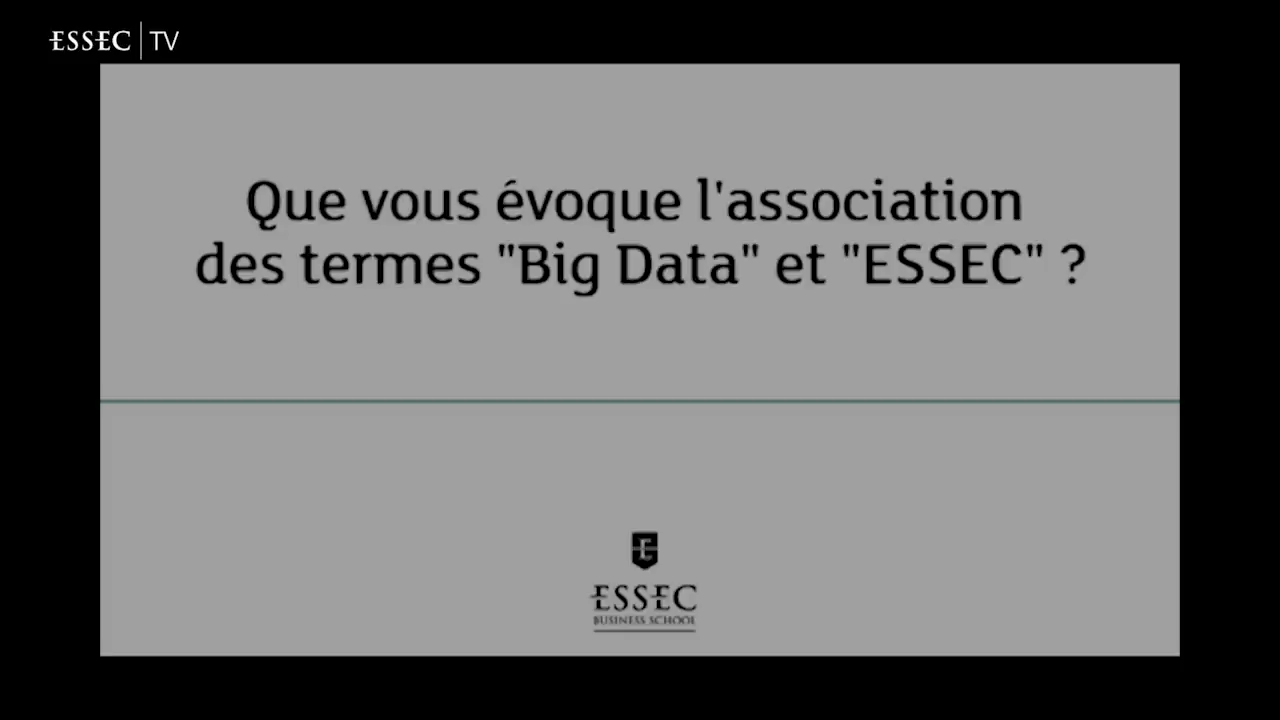 ESSEC TV
Que vous évoque l'association
des termes "Big Data" et "ESSEC" ?
E
ESSEC
BUSINESS SCHOOL